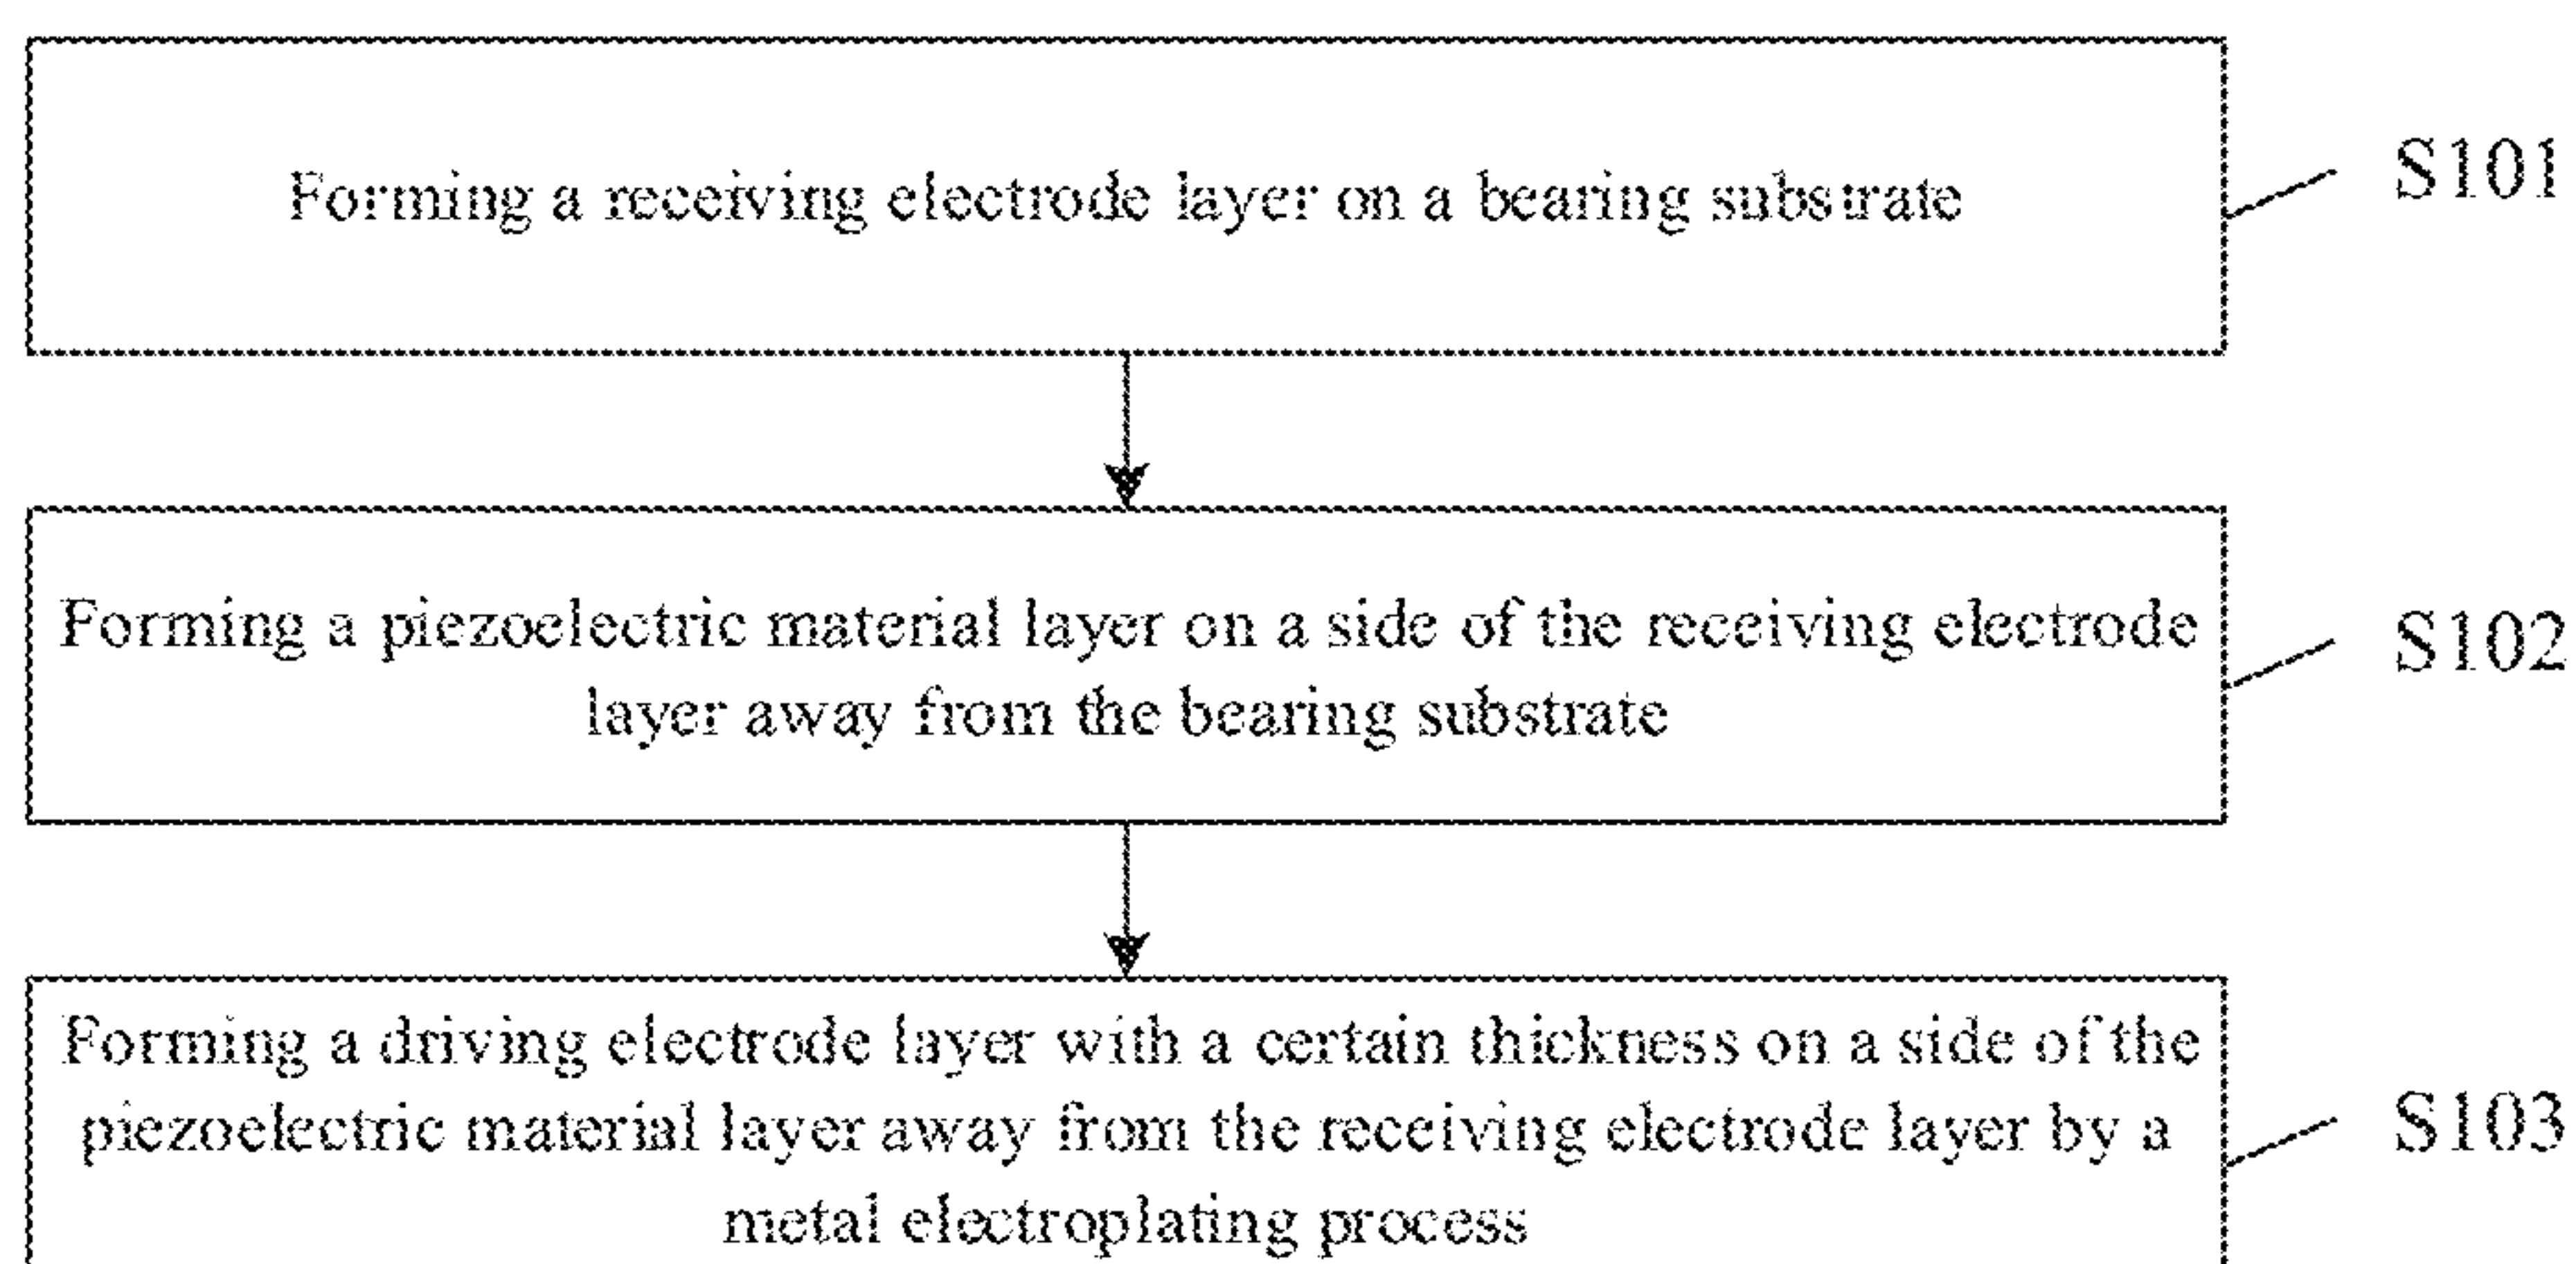 Forming a receiving electrode layer on a bearing substrate
S101
Forming a piezoelectric material layer on a side of the receiving electrode
layer away from the bearing substrate
S102
Forming a driving electrode layer with a certain thickness on a side of the
piezoelectric material layer away from the receiving electrode layer by a
metal electroplating process
S103